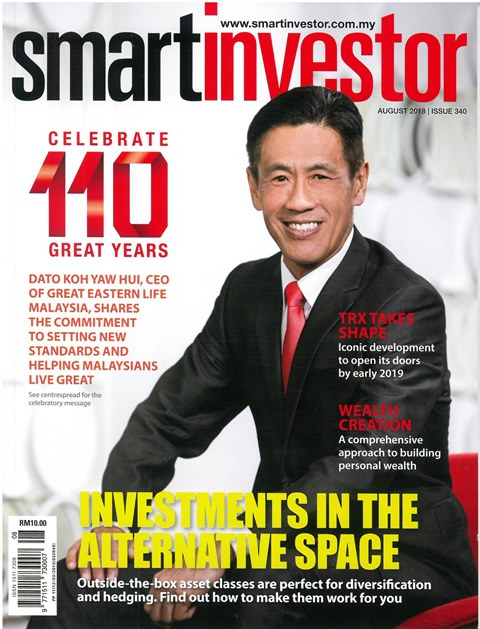 www.smartinvestor.com.my
smartinvestor
AUGUST 2018 | ISSUE 340
CELEBRATE
110
GREAT YEARS
DATO KOH YAW HUI, CEO
OF GREAT EASTERN LIFE
MALAYSIA, SHARES
THE COMMITMENT
TO SETTING NEW
STANDARDS AND
HELPING MALAYSIANS
LIVE GREAT
See centrespread for the
celebratory message
TRX TAKES
SHAPE
Iconic development
to open its doors
by early 2019
WEALTH
CREATION
A comprehensive
approach to building
personal wealth
INVESTMENTS IN THE
ALTERNATIVE SPACE
Outside-the-box asset classes are perfect for diversification
and hedging. Find out how to make them work for you
RM10.00
08
9 771511 730007